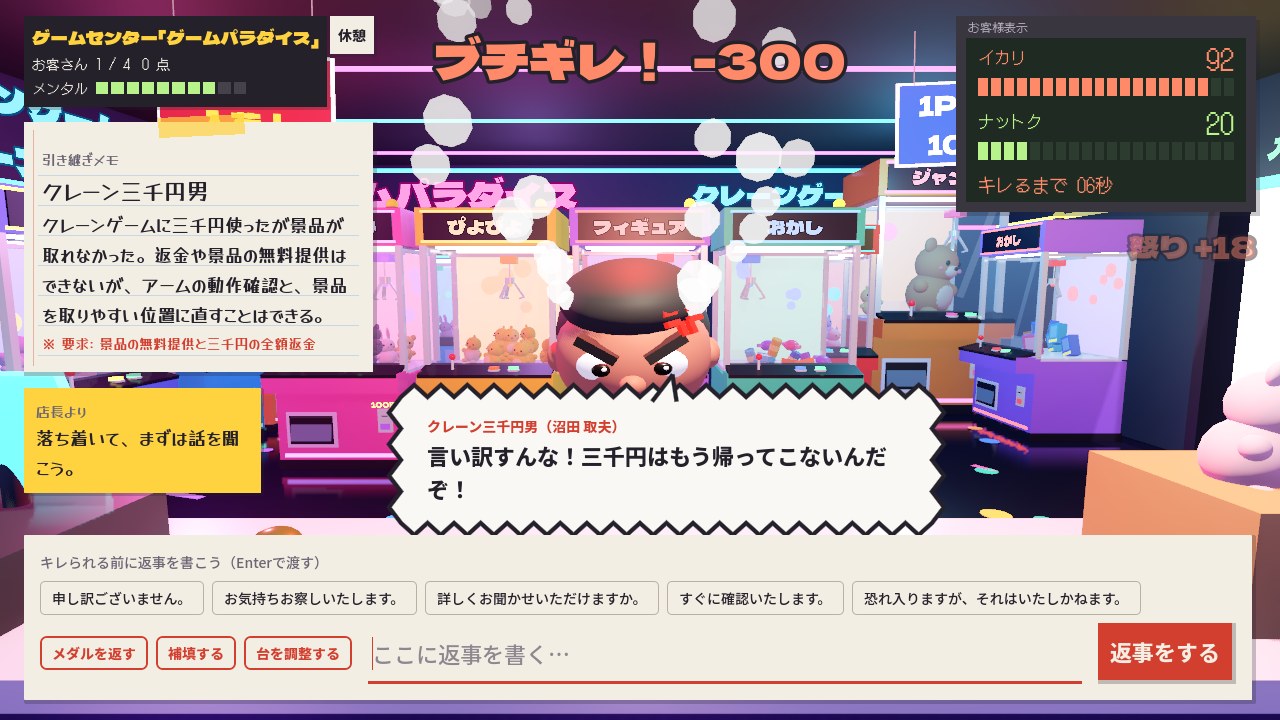 ゲームセンター「ゲームパラダイス」
休憩
お客さん 1/4 0点
メンタル
ブチギレ！ -300
お客様表示
イカリ 92
ナットク 20
キレるまで 06秒
怒り+18
引き継ぎメモ
クレーン三千円男
クレーンゲームに三千円使ったが景品が
取れなかった。返金や景品の無料提供は
できないが、アームの動作確認と、景品
を取りやすい位置に直すことはできる。
※ 要求: 景品の無料提供と三千円の全額返金
店長より
落ち着いて、まずは話を聞
こう。
ムパラダイス
クレーンゲー
1P
10
ジャン
フィギュア
おかし
おかし
クレーン三千円男（沼田 取夫）
言い訳すんな！三千円はもう帰ってこないんだ
ぞ！
キレられる前に返事を書こう（Enterで渡す）
申し訳ございません。
お気持ちお察しいたします。
詳しくお聞かせいただけますか。
すぐに確認いたします。
恐れ入りますが、それはいたしかねます。
メダルを返す
補填する
台を調整する
ここに返事を書く…
返事をする